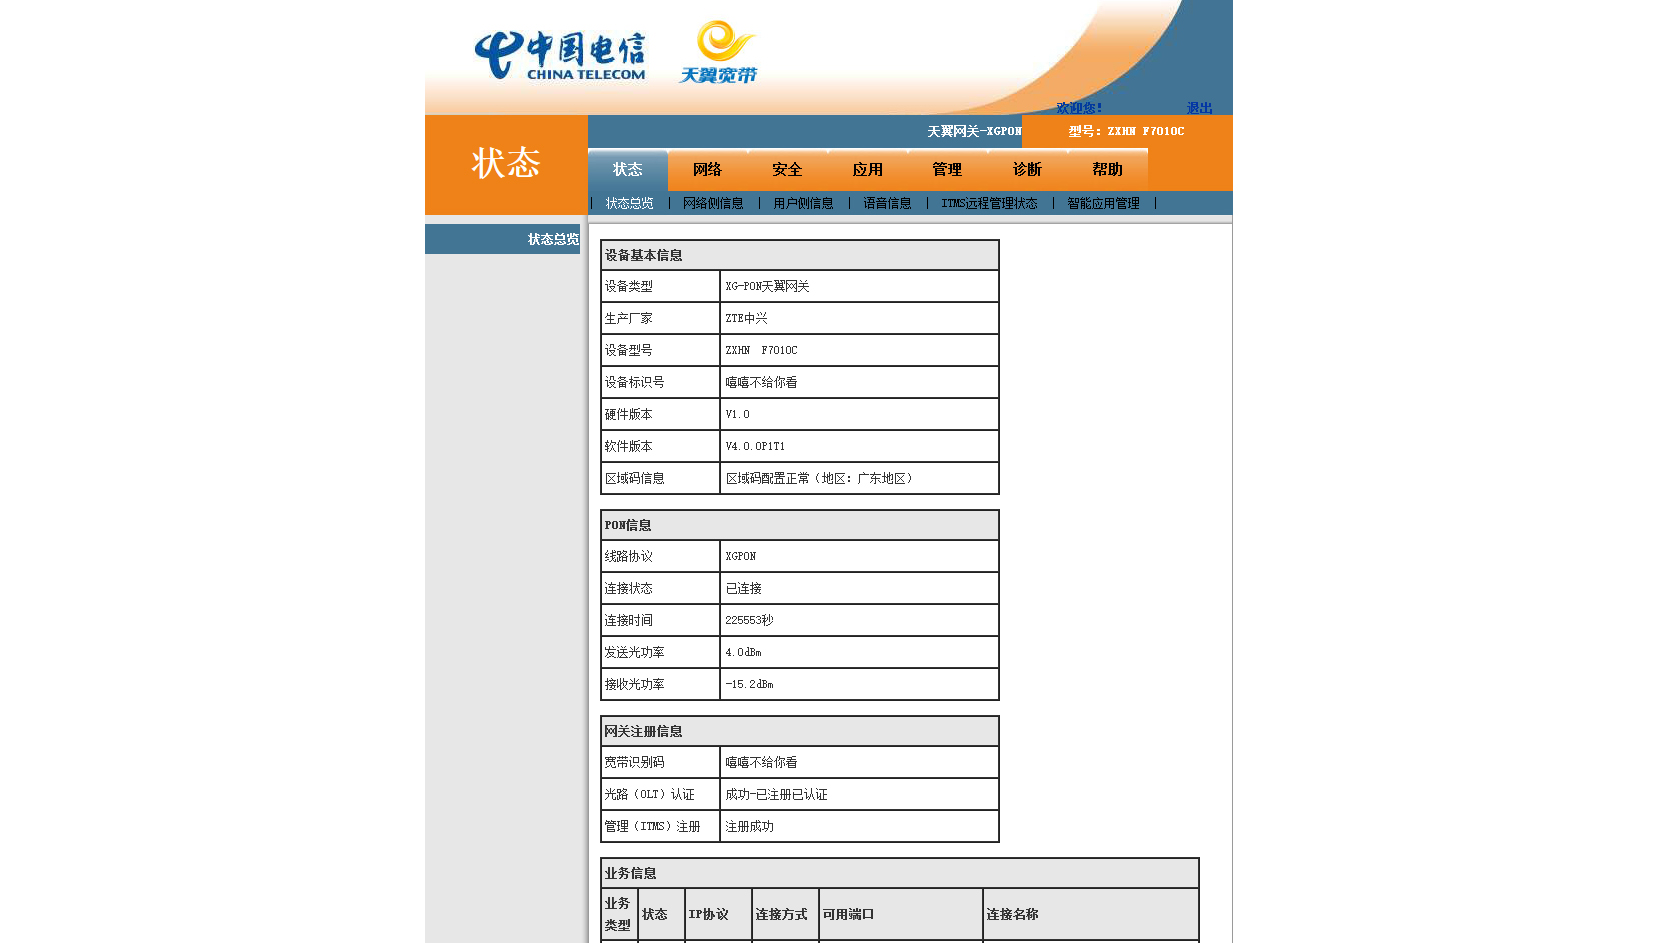 中国电信
CHINA TELECOM
天翼宽带
欢迎您! 退出
天翼网关-XGPON 型号: ZXHN F7010C
状态
状态 网络 安全 应用 管理 诊断 帮助
| 状态总览 | 网络侧信息 | 用户侧信息 | 语音信息 | ITMS远程管理状态 | 智能应用管理 |
状态总览
设备基本信息
设备类型 XG-PON天翼网关
生产厂家 ZTE中兴
设备型号 ZXHN F7010C
设备标识号 嘻嘻不给你看
硬件版本 V1.0
软件版本 V4.0.0P1T1
区域码信息 区域码配置正常（地区：广东地区）
PON信息
线路协议 XGPON
连接状态 已连接
连接时间 225553秒
发送光功率 4.0dBm
接收光功率 -15.2dBm
网关注册信息
宽带识别码 嘻嘻不给你看
光路（OLT）认证 成功-已注册已认证
管理（ITMS）注册 注册成功
业务信息
业务类型 状态 IP协议 连接方式 可用端口 连接名称